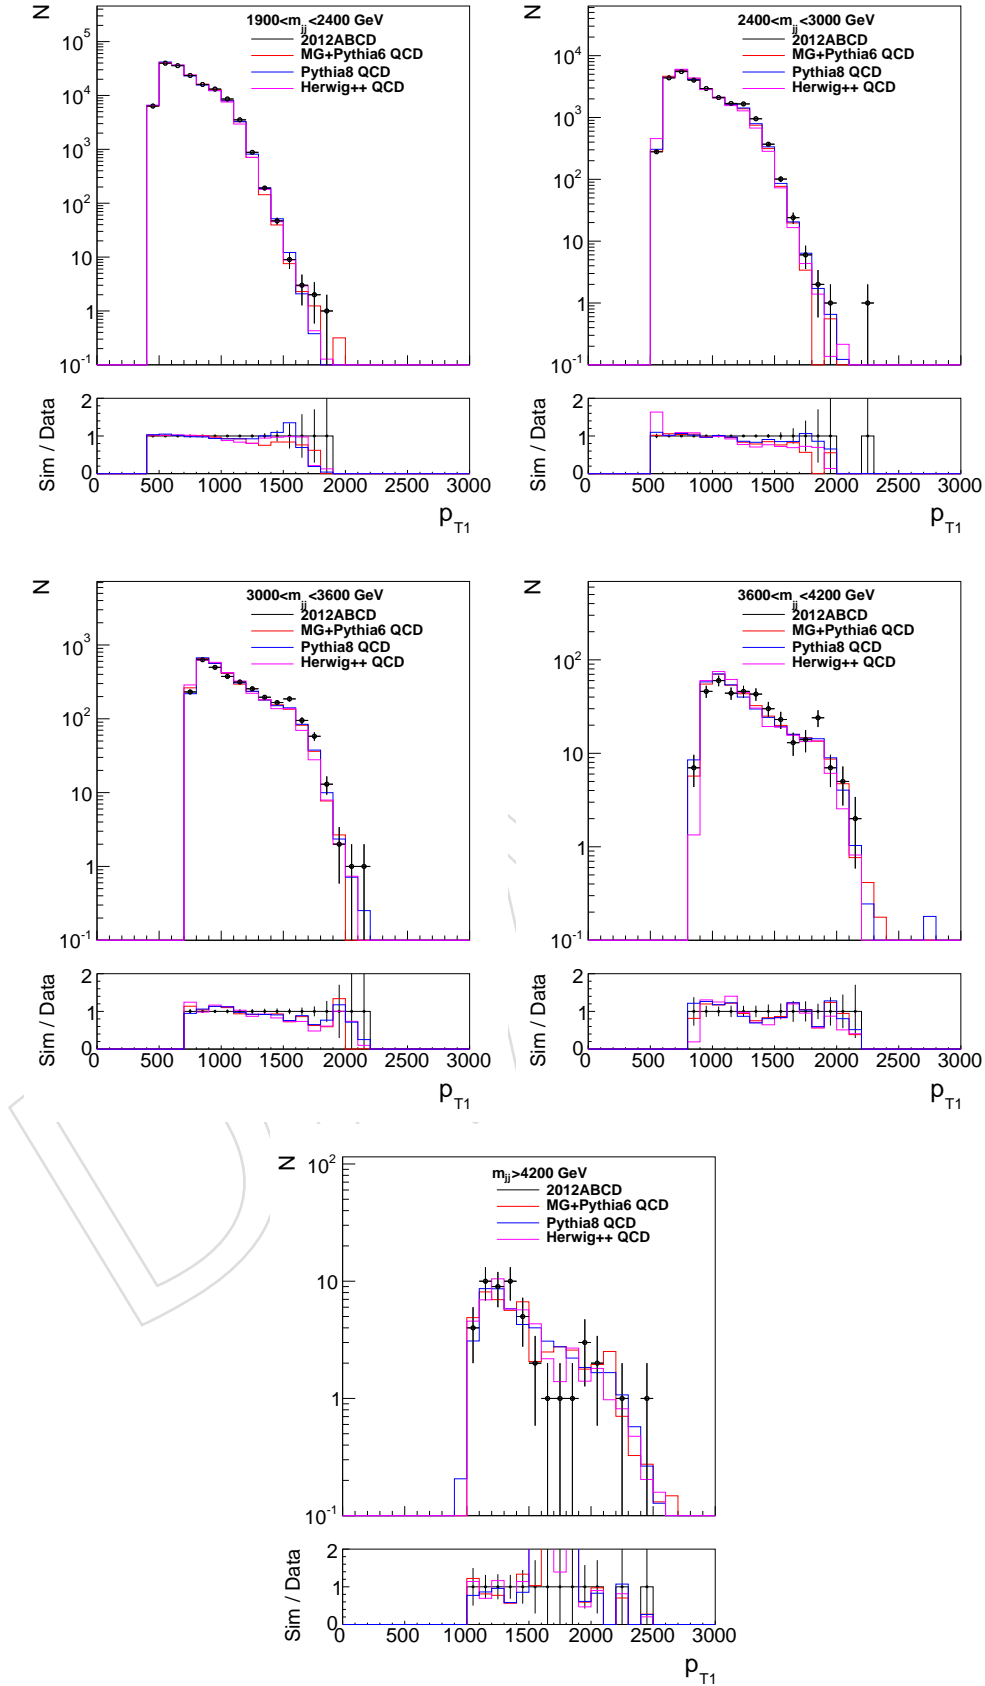 N
1900<m_jj<2400 GeV
2012ABCD
MG+Pythia6 QCD
Pythia8 QCD
Herwig++ QCD
10^5
10^4
10^3
10^2
10
1
10^-1
Sim / Data
2
1
0
0 500 1000 1500 2000 2500 3000
p_T1
N
2400<m_jj<3000 GeV
2012ABCD
MG+Pythia6 QCD
Pythia8 QCD
Herwig++ QCD
10^4
10^3
10^2
10
1
10^-1
Sim / Data
2
1
0
0 500 1000 1500 2000 2500 3000
p_T1
N
3000<m_jj<3600 GeV
2012ABCD
MG+Pythia6 QCD
Pythia8 QCD
Herwig++ QCD
10^3
10^2
10
1
10^-1
Sim / Data
2
1
0
0 500 1000 1500 2000 2500 3000
p_T1
N
3600<m_jj<4200 GeV
2012ABCD
MG+Pythia6 QCD
Pythia8 QCD
Herwig++ QCD
10^2
10
1
10^-1
Sim / Data
2
1
0
0 500 1000 1500 2000 2500 3000
p_T1
N
m_jj>4200 GeV
2012ABCD
MG+Pythia6 QCD
Pythia8 QCD
Herwig++ QCD
10^2
10
1
10^-1
Sim / Data
2
1
0
0 500 1000 1500 2000 2500 3000
p_T1